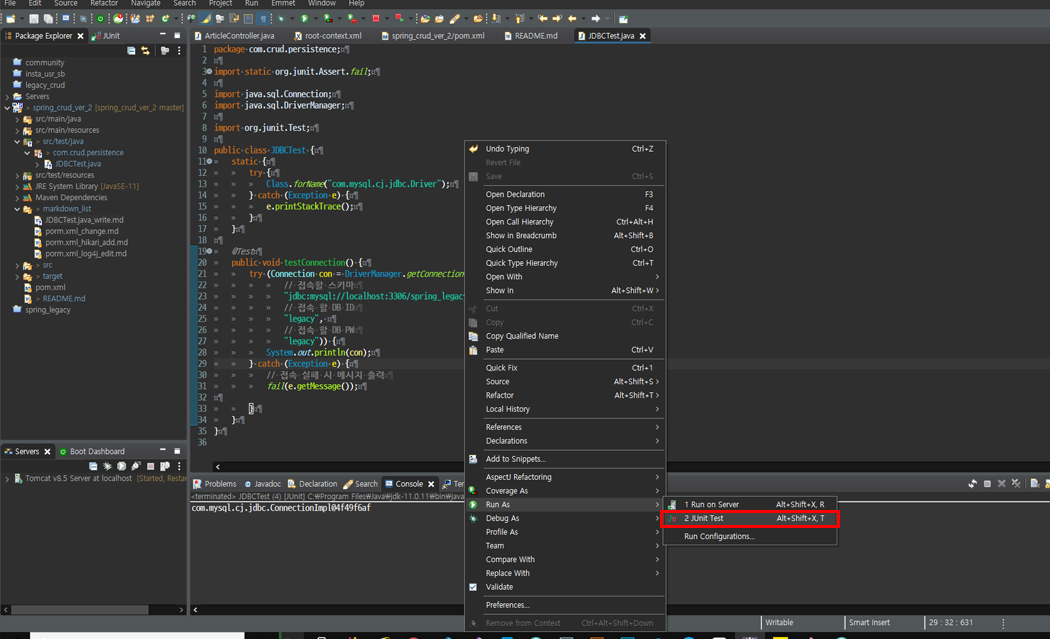 File Edit Source Refactor Navigate Search Project Run Emmet Window Help
Package Explorer
JUnit
community
insta_usr_sb
legacy_crud
Servers
> spring_crud_ver_2 [spring_crud_ver_2 master]
src/main/java
src/main/resources
> src/test/java
> com.crud.persistence
JDBCTest.java
src/test/resources
JRE System Library [JavaSE-11]
Maven Dependencies
> markdown_list
JDBCTest.java_write.md
porm.xml_change.md
porm.xml_hikari_add.md
porm.xml_log4j_edit.md
> src
> target
pom.xml
> README.md
spring_legacy
Servers
Boot Dashboard
Tomcat v8.5 Server at localhost [Started, Restar
ArticleController.java
root-context.xml
spring_crud_ver_2/pom.xml
README.md
JDBCTest.java
1 package com.crud.persistence;
2
3 import static org.junit.Assert.fail;
4
5 import java.sql.Connection;
6 import java.sql.DriverManager;
7
8 import org.junit.Test;
9
10 public class JDBCTest {
11 static {
12 try {
13 Class.forName("com.mysql.cj.jdbc.Driver");
14 } catch (Exception e) {
15 e.printStackTrace();
16 }
17 }
18
19 @Test
20 public void testConnection() {
21 try (Connection con = DriverManager.getConnection
22 // 접속할 스키마
23 "jdbc:mysql://localhost:3306/spring_legacy
24 // 접속 할 DB ID
25 "legacy",
26 // 접속 할 DB PW
27 "legacy")) {
28 System.out.println(con);
29 } catch (Exception e) {
30 // 접속 실패 시 메시지 출력
31 fail(e.getMessage());
32
33 }
34 }
35 }
36
Undo Typing Ctrl+Z
Revert File
Save Ctrl+S
Open Declaration F3
Open Type Hierarchy F4
Open Call Hierarchy Ctrl+Alt+H
Show in Breadcrumb Alt+Shift+B
Quick Outline Ctrl+O
Quick Type Hierarchy Ctrl+T
Open With
Show In Alt+Shift+W
Cut Ctrl+X
Copy Ctrl+C
Copy Qualified Name
Paste Ctrl+V
Quick Fix Ctrl+1
Source Alt+Shift+S
Refactor Alt+Shift+T
Local History
References
Declarations
Add to Snippets...
AspectJ Refactoring
Coverage As
Run As
Debug As
Profile As
Team
Compare With
Replace With
Validate
Preferences...
Remove from Context Ctrl+Alt+Shift+Down
1 Run on Server Alt+Shift+X, R
2 JUnit Test Alt+Shift+X, T
Run Configurations...
Problems
Javadoc
Declaration
Search
Console
Ter
<terminated> JDBCTest (4) [JUnit] C:₩Program Files₩Java₩jdk-11.0.11₩bin₩java
com.mysql.cj.jdbc.ConnectionImpl@4f49f6af
Writable
Smart Insert
29 : 32 : 631